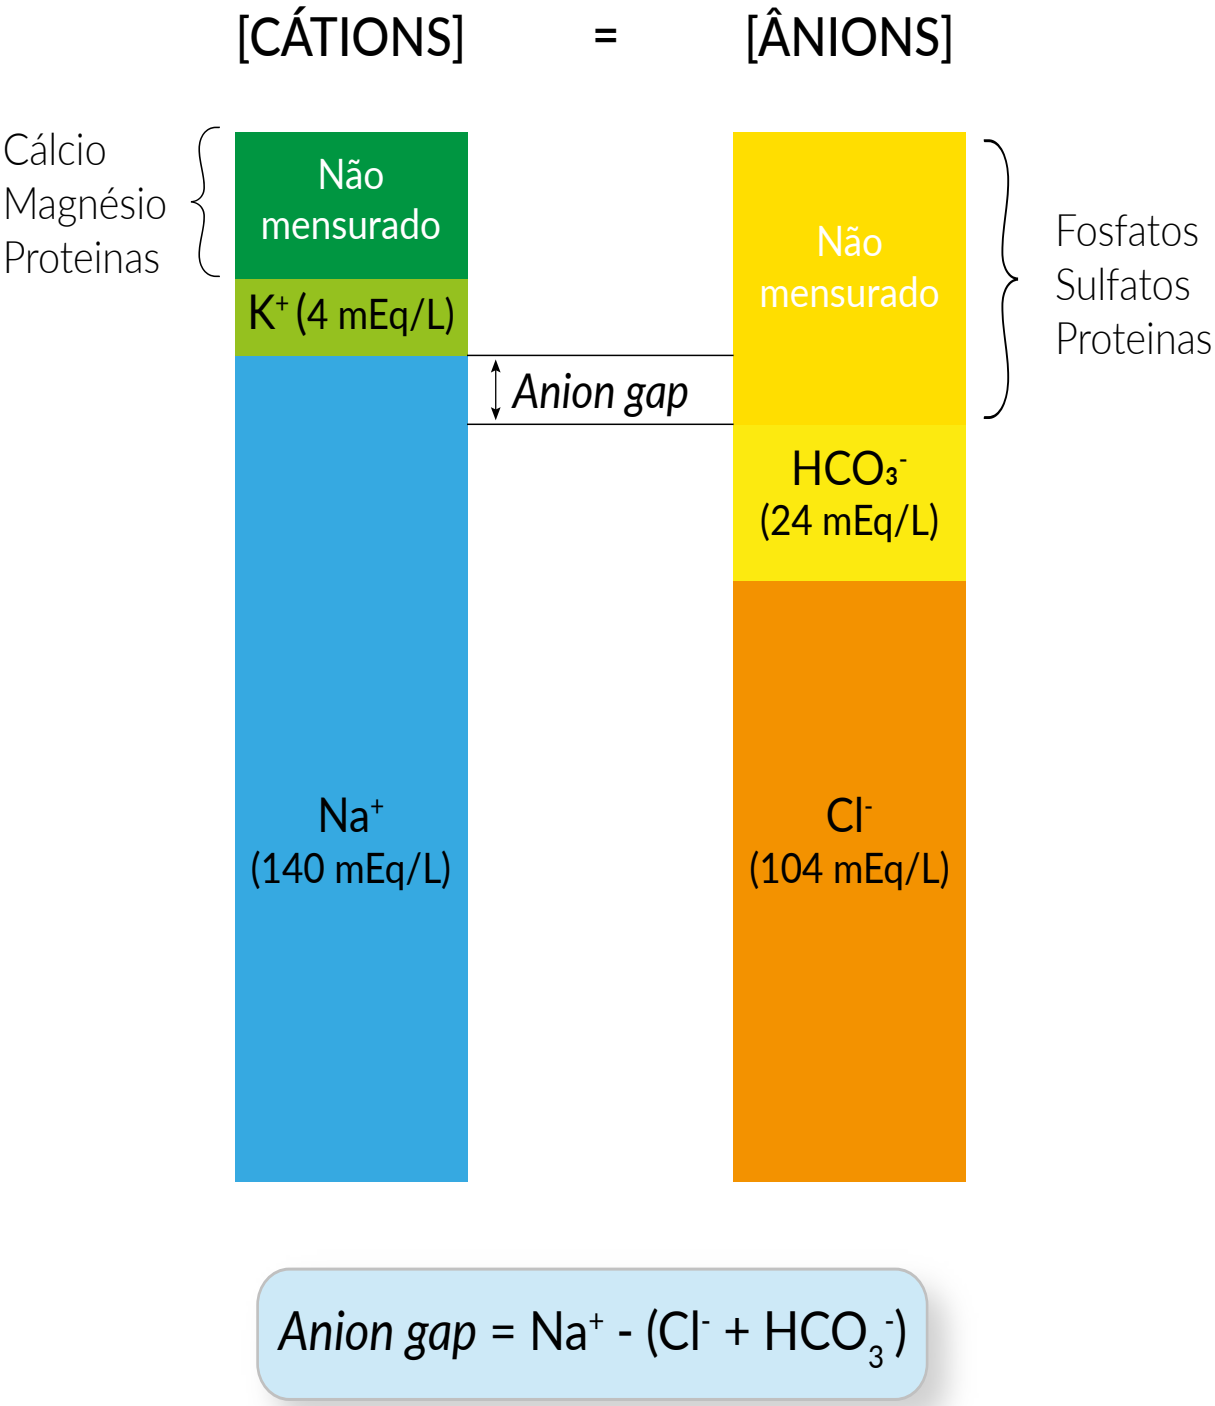 [CÁTIONS] = [ÂNIONS]
Cálcio
Magnésio
Proteinas
Não
mensurado
K⁺ (4 mEq/L)
Na⁺
(140 mEq/L)
Anion gap
Não
mensurado
HCO₃⁻
(24 mEq/L)
Cl⁻
(104 mEq/L)
Fosfatos
Sulfatos
Proteinas
Anion gap = Na⁺ - (Cl⁻ + HCO₃⁻)